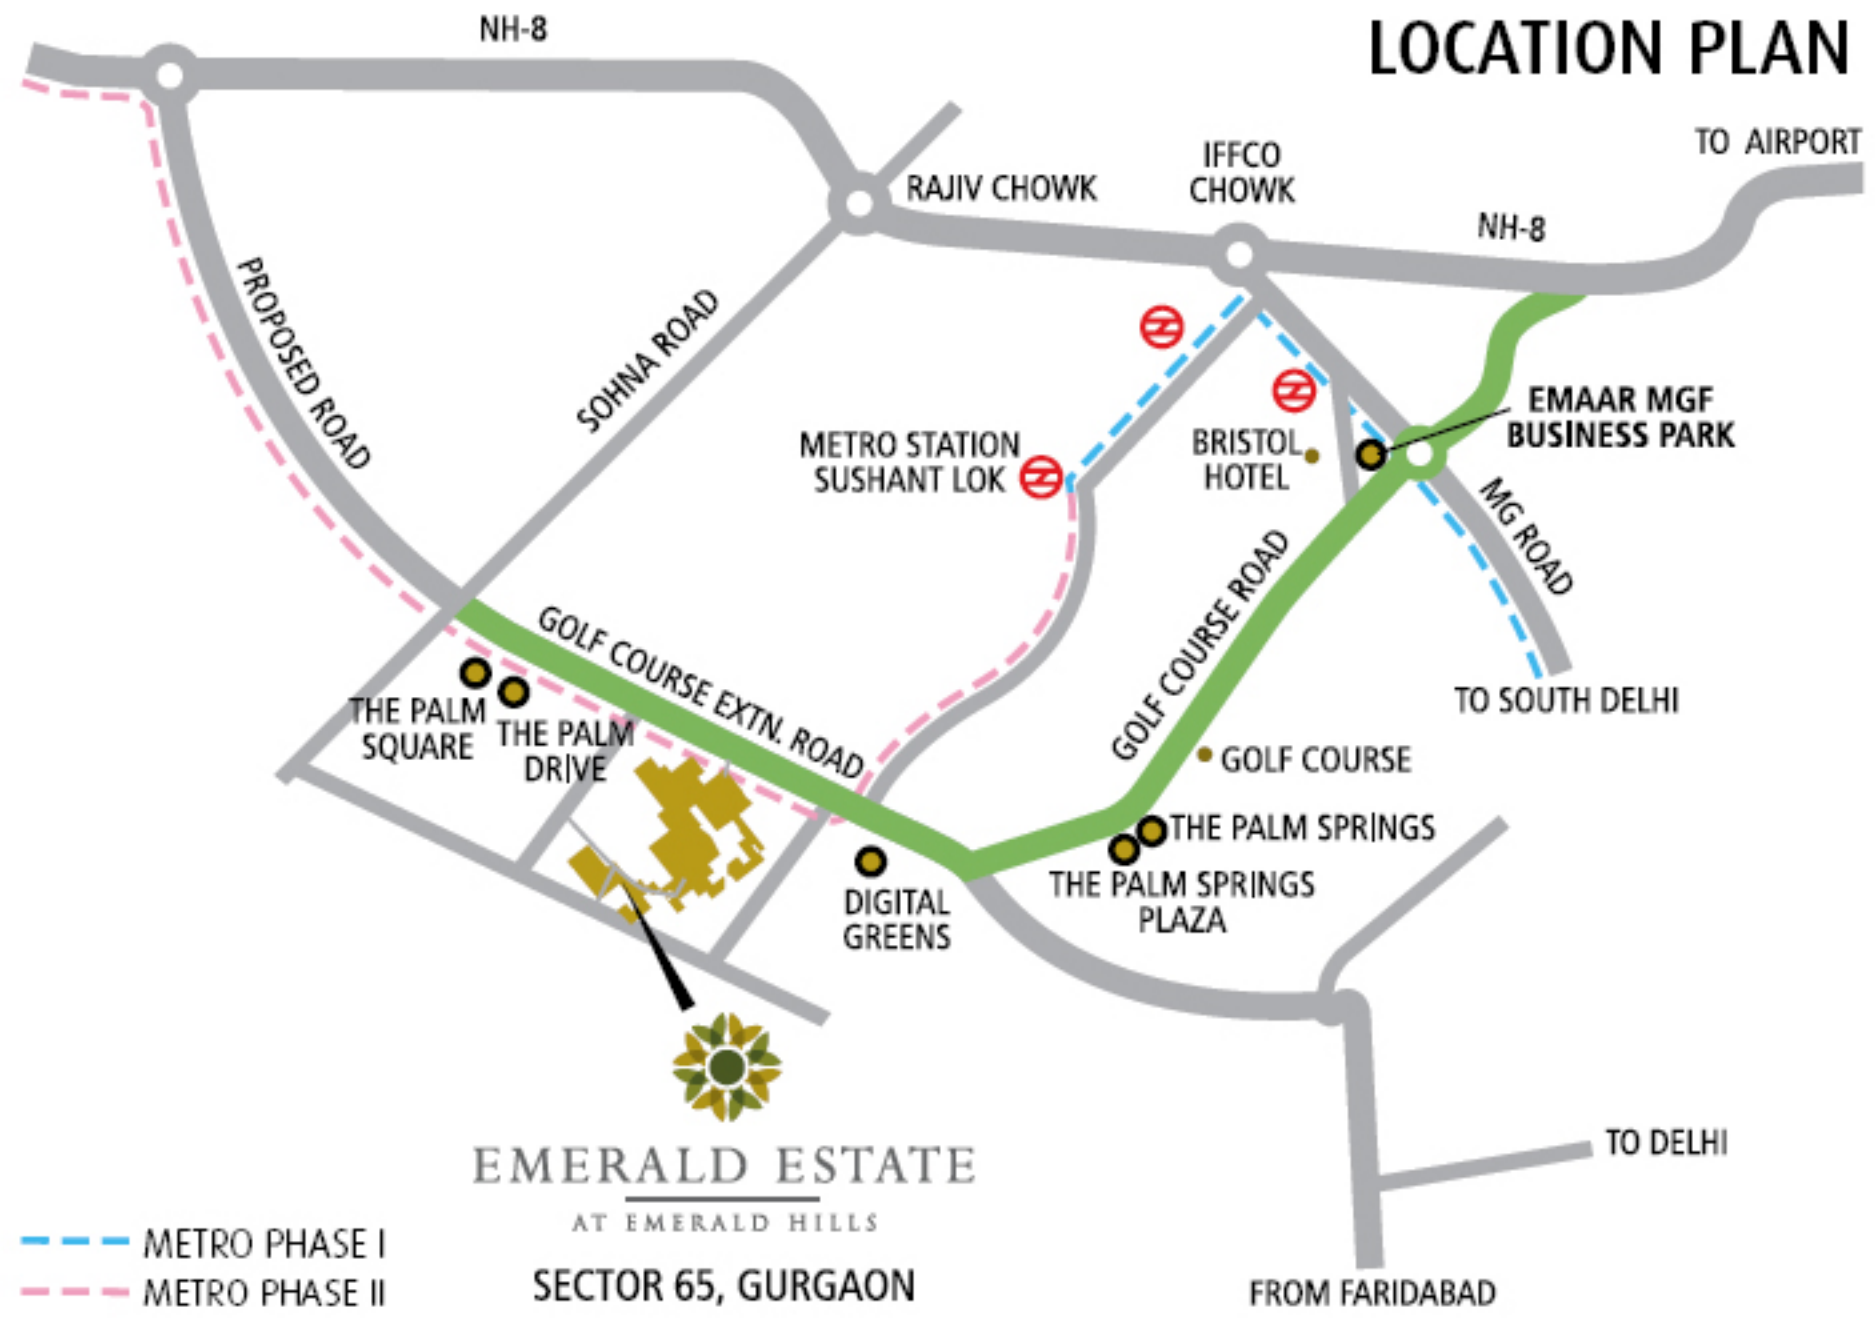 LOCATION PLAN
NH-8
TO AIRPORT
IFFCO
CHOWK
RAJIV CHOWK
NH-8
PROPOSED ROAD
SOHNA ROAD
EMAAR MGF
BUSINESS PARK
METRO STATION
SUSHANT LOK
BRISTOL
HOTEL
MG ROAD
GOLF COURSE ROAD
GOLF COURSE EXTN. ROAD
TO SOUTH DELHI
THE PALM
SQUARE
THE PALM
DRIVE
GOLF COURSE
THE PALM SPRINGS
THE PALM SPRINGS
PLAZA
DIGITAL
GREENS
EMERALD ESTATE
AT EMERALD HILLS
SECTOR 65, GURGAON
TO DELHI
FROM FARIDABAD
METRO PHASE I
METRO PHASE II